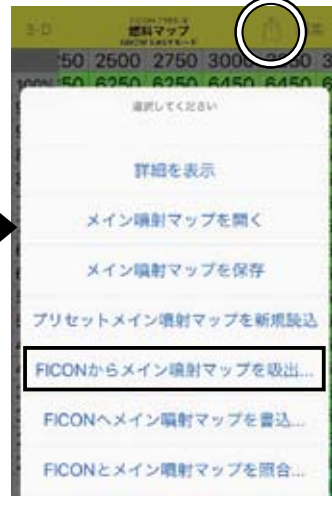 3-D
燃料マップ
50 2500 2750 3000
100% 50 6250 6250 6450 6450 6
選択してください
詳細を表示
メイン噴射マップを開く
メイン噴射マップを保存
プリセットメイン噴射マップを新規読込
FICONからメイン噴射マップを吸出...
FICONへメイン噴射マップを書込...
FICONとメイン噴射マップを照合...